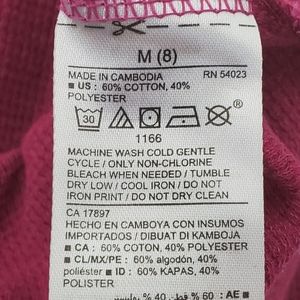 M (8)
MADE IN CAMBODIA RN 54023
■ US : 60% COTTON, 40%
POLYESTER
30
1166
MACHINE WASH COLD GENTLE
CYCLE / ONLY NON-CHLORINE
BLEACH WHEN NEEDED / TUMBLE
DRY LOW / COOL IRON / DO NOT
IRON PRINT / DO NOT DRY CLEAN
CA 17897
HECHO EN CAMBOYA CON INSUMOS
IMPORTADOS / DIBUAT DI KAMBOJA
■ CA : 60% COTON, 40% POLYESTER
■ CL/MX/PE : 60% algodón, 40%
poliéster ■ ID : 60% KAPAS, 40%
POLISTER
■ AE : 60 % قطن, 40 %